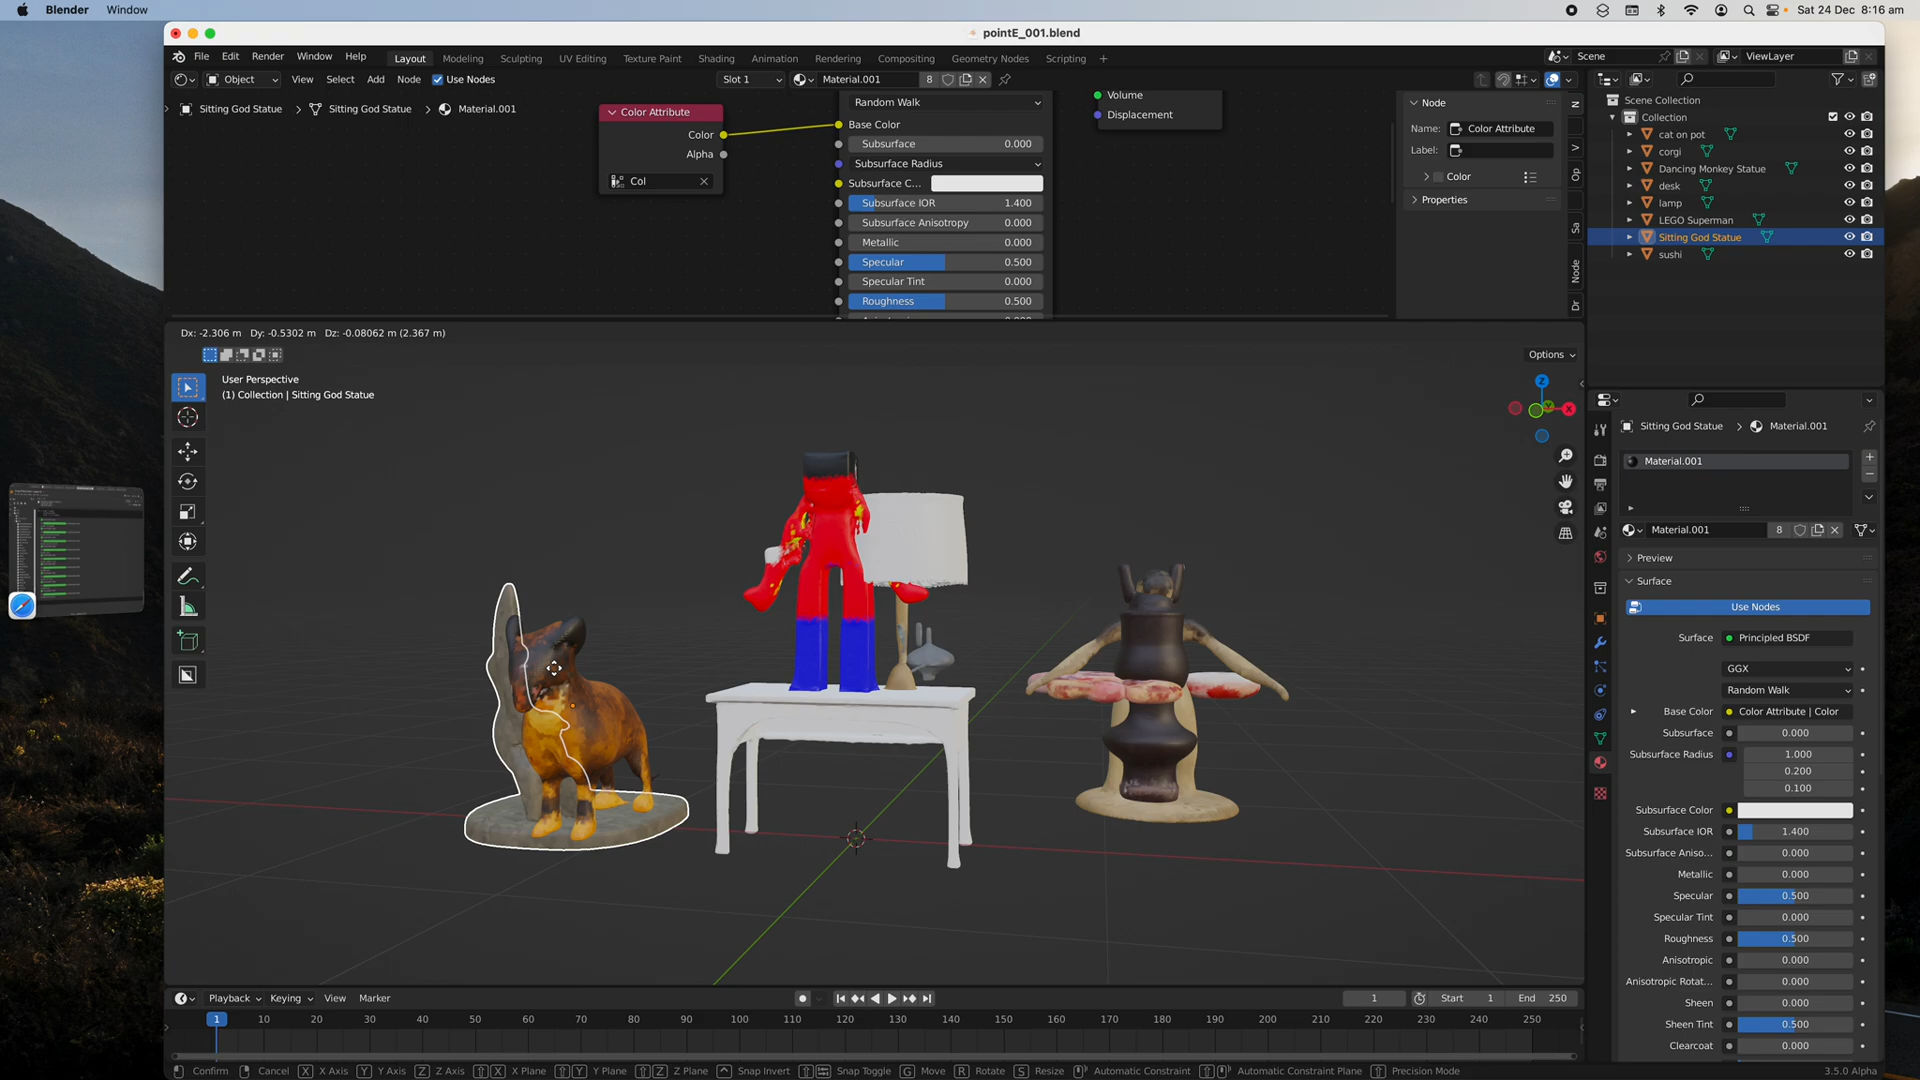 Blender Window Sat 24 Dec 8:16 am
pointE_001.blend
File Edit Render Window Help Layout Modeling Sculpting UV Editing Texture Paint Shading Animation Rendering Compositing Geometry Nodes Scripting + Scene ViewLayer
Object View Select Add Node Use Nodes Slot 1 Material.001 8
Sitting God Statue > Sitting God Statue > Material.001
Color Attribute
Color
Alpha
Col
Random Walk
Base Color
Subsurface 0.000
Subsurface Radius
Subsurface C...
Subsurface IOR 1.400
Subsurface Anisotropy 0.000
Metallic 0.000
Specular 0.500
Specular Tint 0.000
Roughness 0.500
Volume
Displacement
Node
Name: Color Attribute
Label:
Color
Properties
N
V
Op
Sa
Node
Dr
Scene Collection
Collection
cat on pot
corgi
Dancing Monkey Statue
desk
lamp
LEGO Superman
Sitting God Statue
sushi
Dx: -2.306 m Dy: -0.5302 m Dz: -0.08062 m (2.367 m)
Options
User Perspective
(1) Collection | Sitting God Statue
Z
X
Sitting God Statue > Material.001
Material.001
Material.001 8
Preview
Surface
Use Nodes
Surface Principled BSDF
GGX
Random Walk
Base Color Color Attribute | Color
Subsurface 0.000
Subsurface Radius 1.000
0.200
0.100
Subsurface Color
Subsurface IOR 1.400
Subsurface Aniso... 0.000
Metallic 0.000
Specular 0.500
Specular Tint 0.000
Roughness 0.500
Anisotropic 0.000
Anisotropic Rotat... 0.000
Sheen 0.000
Sheen Tint 0.500
Clearcoat 0.000
Playback Keying View Marker 1 Start 1 End 250
1 10 20 30 40 50 60 70 80 90 100 110 120 130 140 150 160 170 180 190 200 210 220 230 240 250
Confirm Cancel X X Axis Y Y Axis Z Z Axis X X Plane Y Y Plane Z Z Plane Snap Invert Snap Toggle G Move R Rotate S Resize Automatic Constraint Automatic Constraint Plane Precision Mode 3.5.0 Alpha